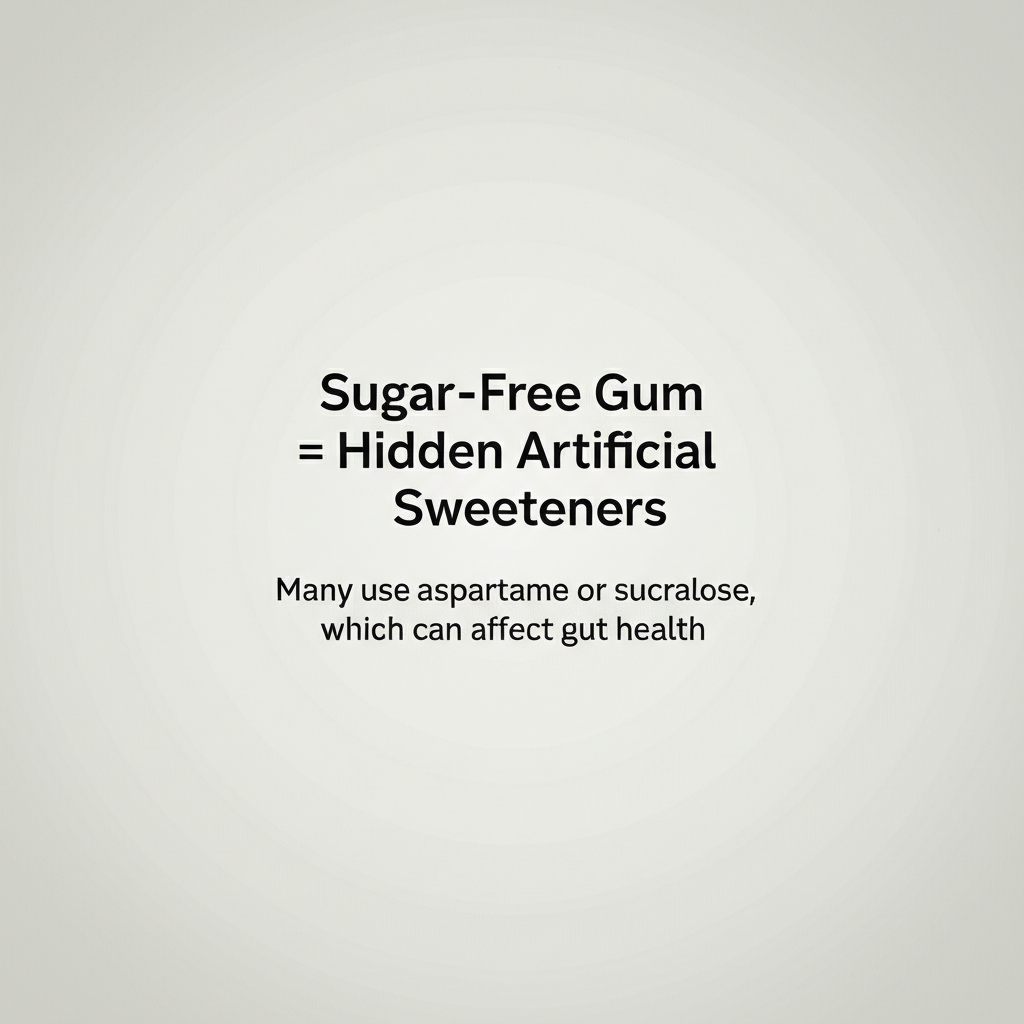 Sugar-Free Gum
= Hidden Artificial
Sweeteners
Many use aspartame or sucralose,
which can affect gut health